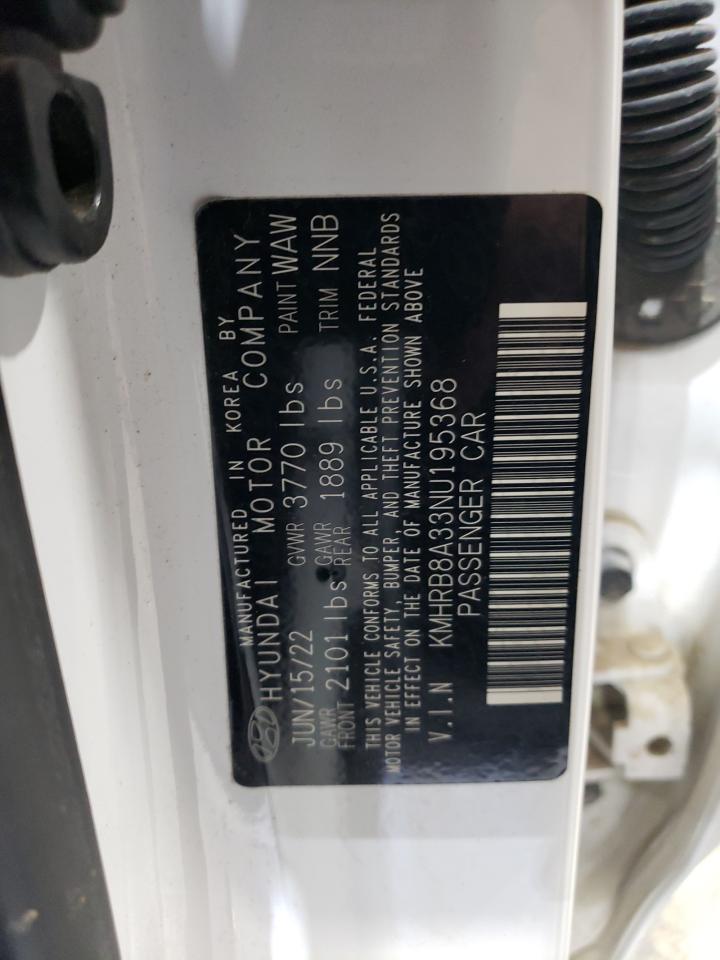 MANUFACTURED IN KOREA BY
HYUNDAI MOTOR COMPANY
JUN/15/22 GVWR 3770 lbs PAINT WAW
GAWR FRONT 2101 lbs GAWR REAR 1889 lbs TRIM NNB
THIS VEHICLE CONFORMS TO ALL APPLICABLE U.S.A. FEDERAL
MOTOR VEHICLE SAFETY, BUMPER, AND THEFT PREVENTION STANDARDS
IN EFFECT ON THE DATE OF MANUFACTURE SHOWN ABOVE
V.I.N KMHRB8A33NU195368
PASSENGER CAR